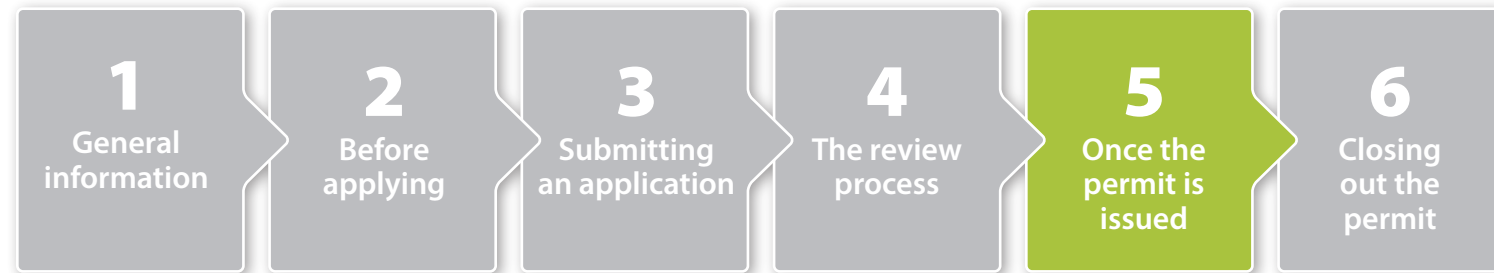 1
General
information
2
Before
applying
3
Submitting
an application
4
The review
process
5
Once the
permit is
issued
6
Closing
out the
permit